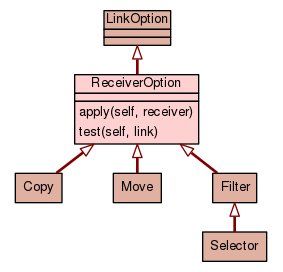 LinkOption
ReceiverOption
apply(self, receiver)
test(self, link)
Copy
Move
Filter
Selector